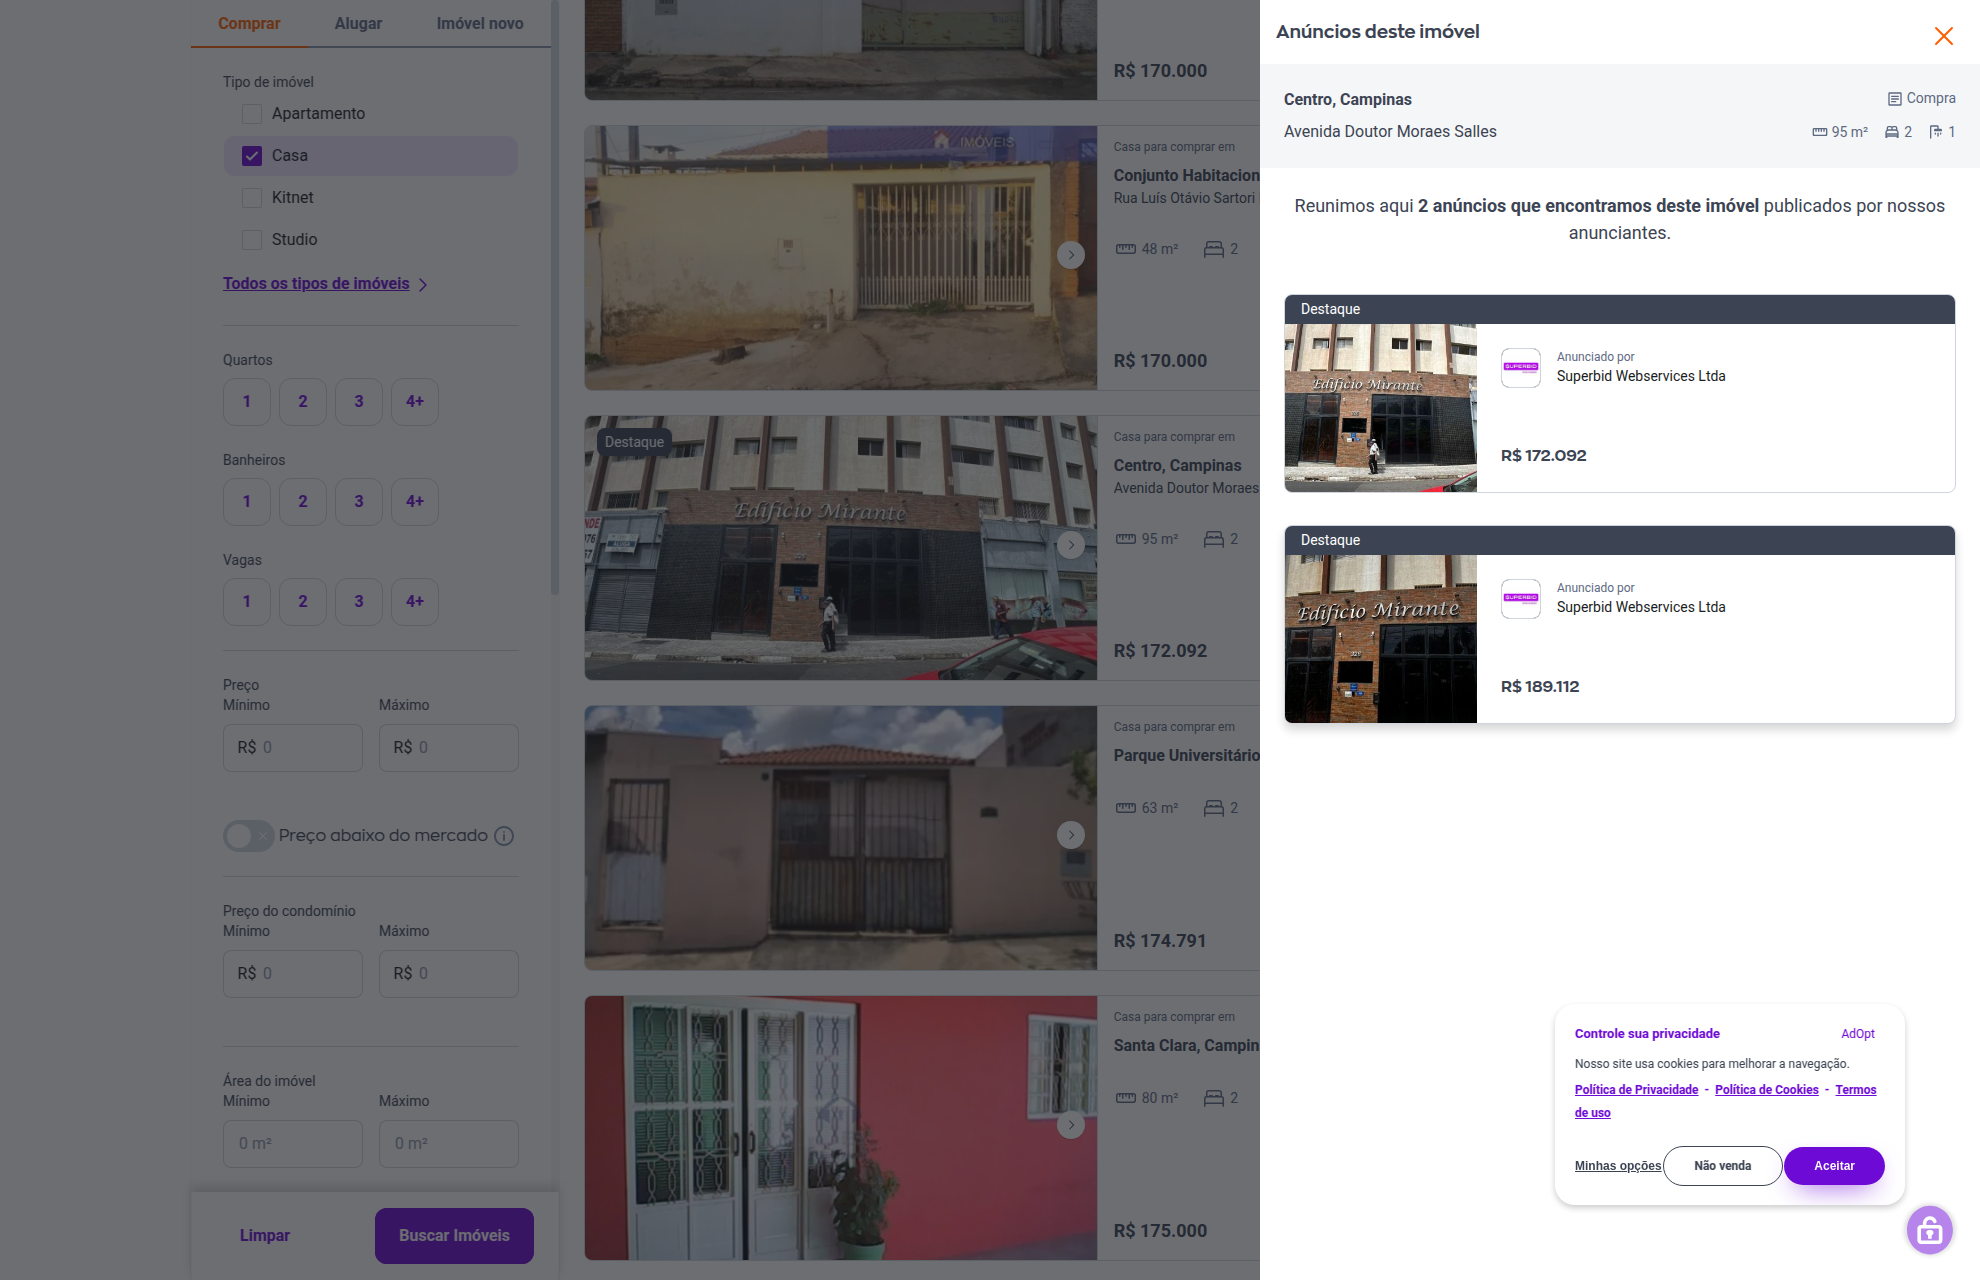 Comprar
Alugar
Imóvel novo
Tipo de imóvel
Apartamento
Casa
Kitnet
Studio
Todos os tipos de imóveis
Quartos
1
2
3
4+
Banheiros
1
2
3
4+
Vagas
1
2
3
4+
Preço
Mínimo
Máximo
R$ 0
R$ 0
Preço abaixo do mercado
Preço do condomínio
Mínimo
Máximo
R$ 0
R$ 0
Área do imóvel
Mínimo
Máximo
0 m²
0 m²
Limpar
Buscar Imóveis
R$ 170.000
IMÓVEIS
Casa para comprar em
Conjunto Habitacion
Rua Luís Otávio Sartori
48 m²
2
R$ 170.000
Destaque
Edifício Mirante
Casa para comprar em
Centro, Campinas
Avenida Doutor Moraes
95 m²
2
R$ 172.092
Casa para comprar em
Parque Universitário
63 m²
2
R$ 174.791
Casa para comprar em
Santa Clara, Campin
80 m²
2
R$ 175.000
Anúncios deste imóvel
Centro, Campinas
Compra
Avenida Doutor Moraes Salles
95 m²
2
1
Reunimos aqui 2 anúncios que encontramos deste imóvel publicados por nossos
anunciantes.
Destaque
Edifício Mirante
SUPERBID
Anunciado por
Superbid Webservices Ltda
R$ 172.092
Destaque
Edifício Mirante
SUPERBID
Anunciado por
Superbid Webservices Ltda
R$ 189.112
Controle sua privacidade
AdOpt
Nosso site usa cookies para melhorar a navegação.
Política de Privacidade - Política de Cookies - Termos
de uso
Minhas opções
Não venda
Aceitar